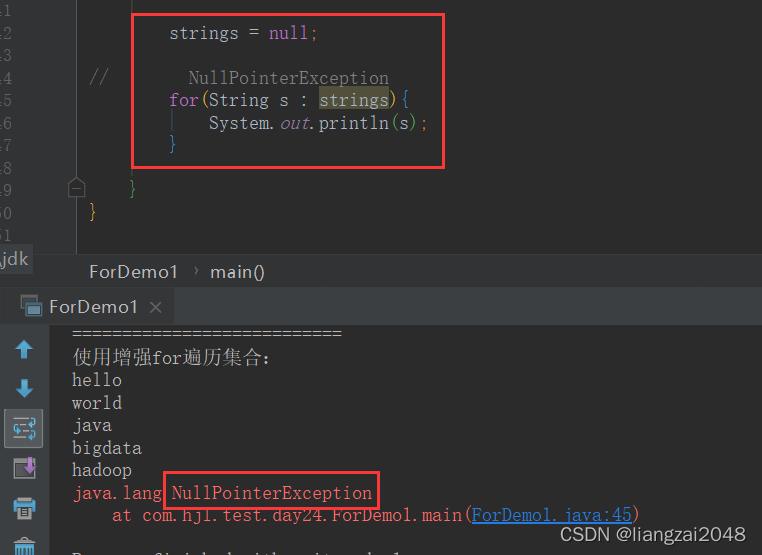 41
42 strings = null;
43
44 // NullPointerException
45 for(String s : strings){
46 System.out.println(s);
47 }
48
49 }
50 }
51
jdk
ForDemo1 › main()
ForDemo1 ×
===========================
使用增强for遍历集合:
hello
world
java
bigdata
hadoop
java.lang.NullPointerException
at com.hjl.test.day24.ForDemo1.main(ForDemo1.java:45)
CSDN @liangzai2048